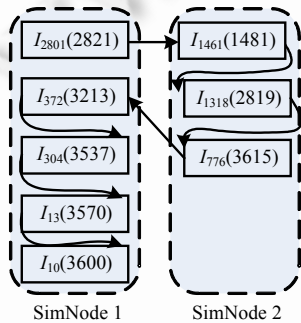 I2801(2821)
I372(3213)
I304(3537)
I13(3570)
I10(3600)
SimNode 1
I1461(1481)
I1318(2819)
I776(3615)
SimNode 2